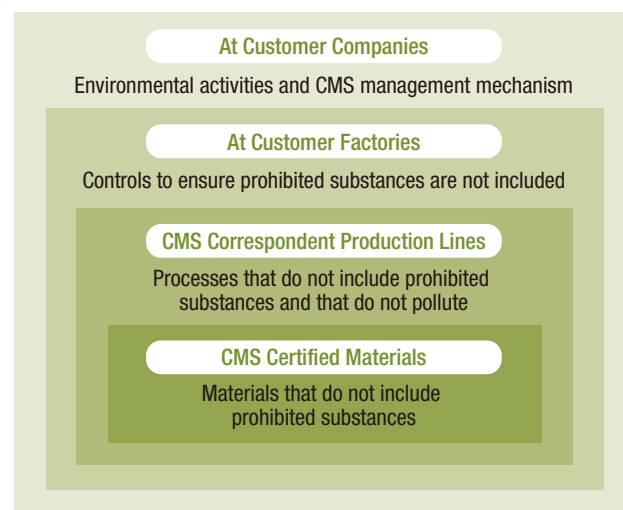 At Customer Companies
Environmental activities and CMS management mechanism
At Customer Factories
Controls to ensure prohibited substances are not included
CMS Correspondent Production Lines
Processes that do not include prohibited
substances and that do not pollute
CMS Certified Materials
Materials that do not include
prohibited substances